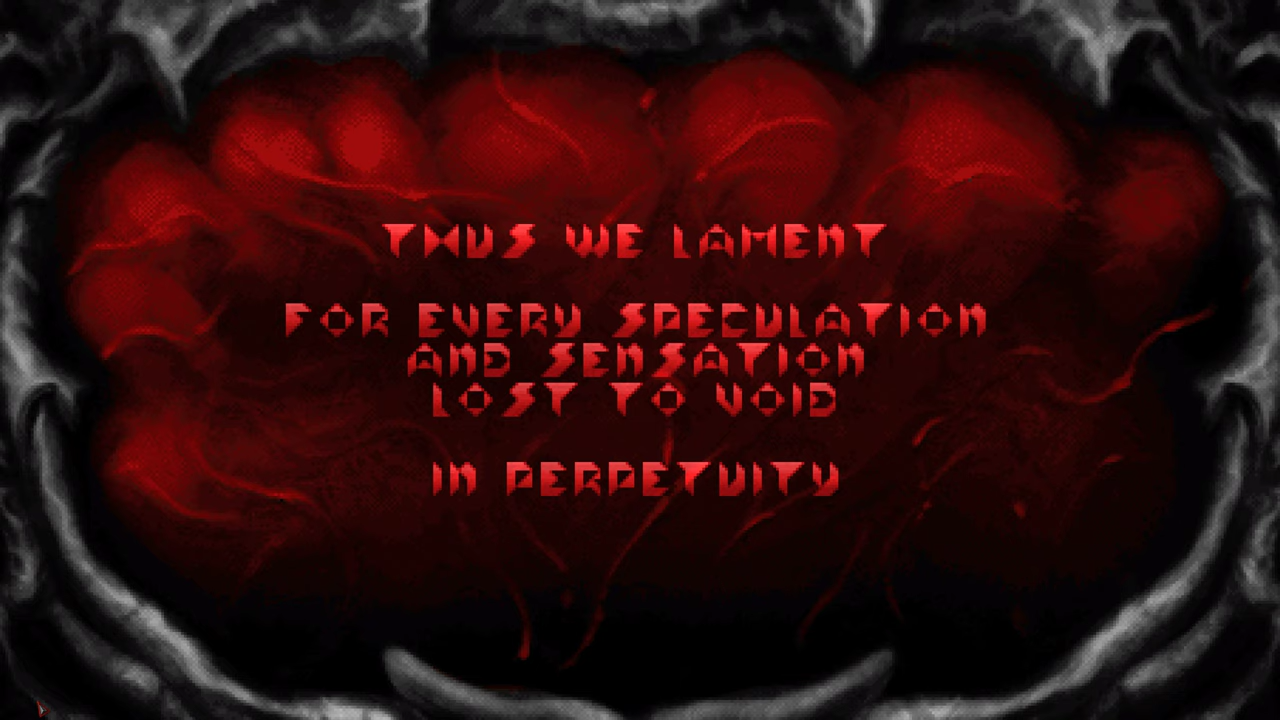 THUS WE LAMENT
FOR EVERY SPECULATION
AND SENSATION
LOST TO VOID
IN PERPETUITY